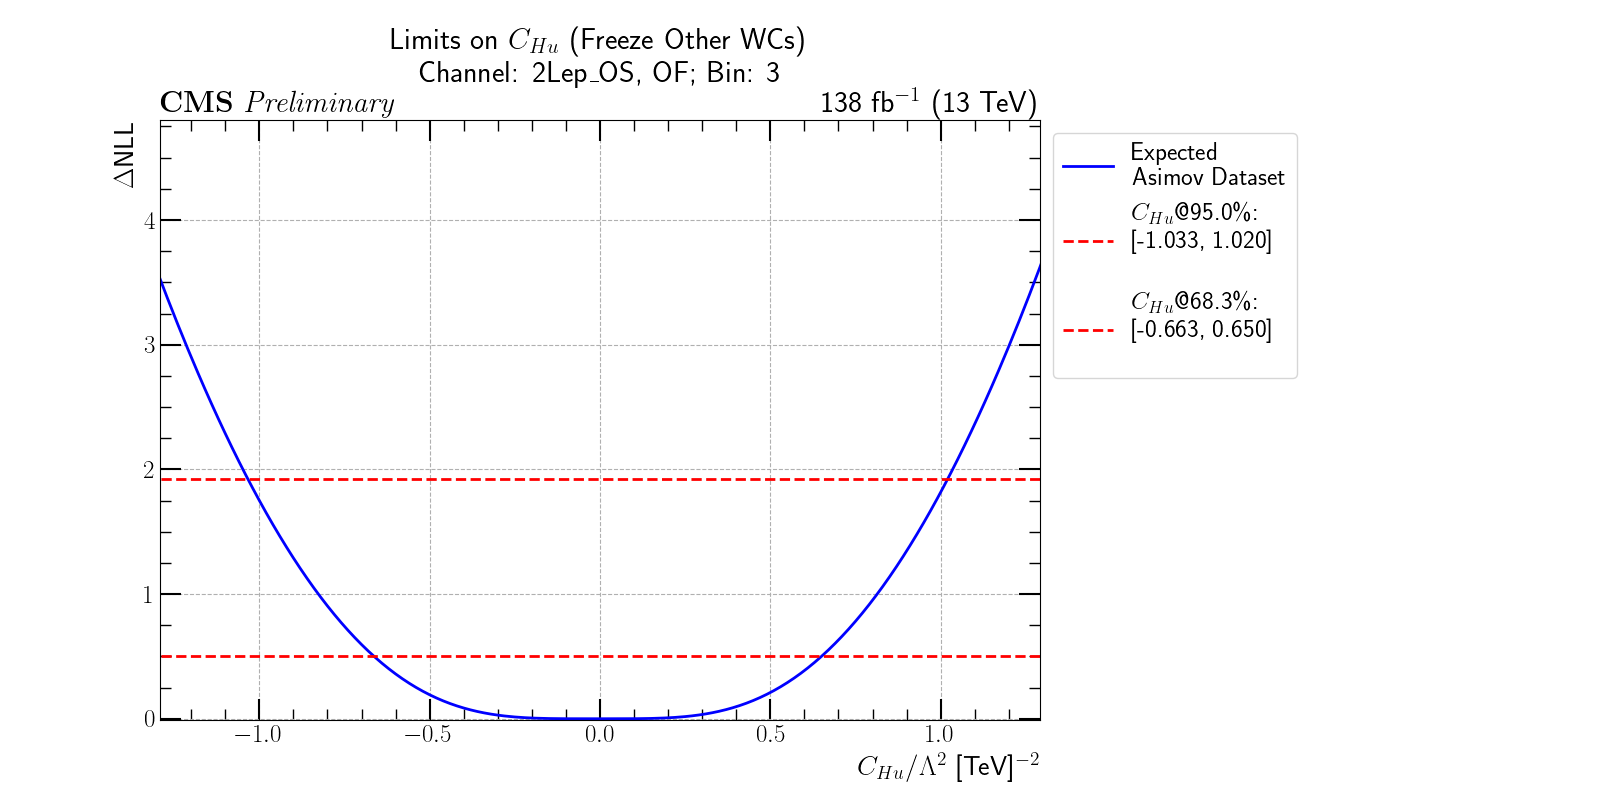 Limits on C_{Hu} (Freeze Other WCs)
Channel: 2Lep_OS, OF; Bin: 3
CMS Preliminary
138 fb^{−1} (13 TeV)
ΔNLL
4
3
2
1
0
−1.0
−0.5
0.0
0.5
1.0
C_{Hu}/Λ^2 [TeV]^{−2}
Expected
Asimov Dataset
C_{Hu}@95.0%:
[-1.033, 1.020]
C_{Hu}@68.3%:
[-0.663, 0.650]